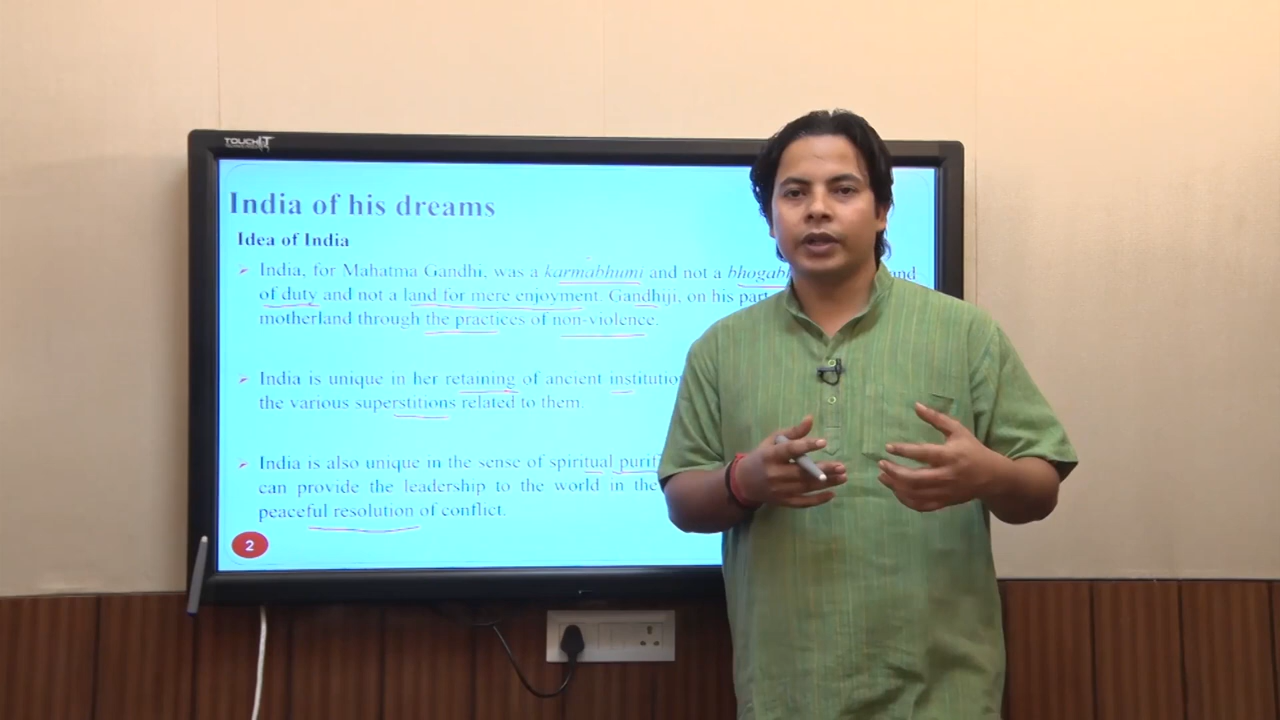 TOUCHIT
India of his dreams
Idea of India
India, for Mahatma Gandhi, was a karmabhumi and not a
of duty and not a land for mere enjoyment. Gandhiji, on his part
motherland through the practices of non-violence.
India is unique in her retaining of ancient
the various superstitions related to them.
India is also unique in the sense of spiritual
can provide the leadership to the world in the
peaceful resolution of conflict.
2